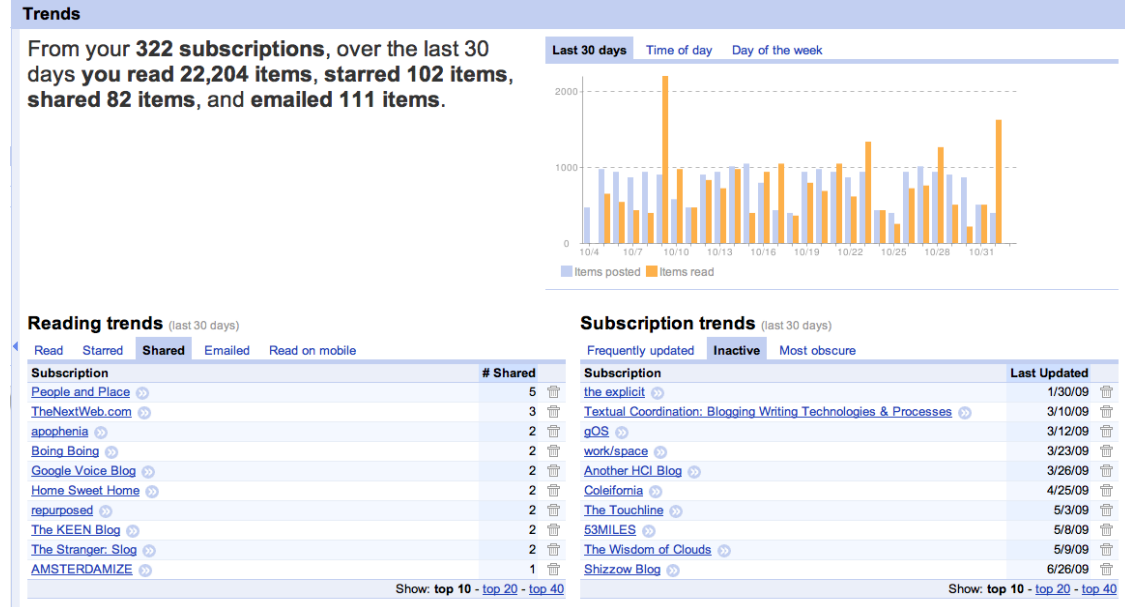 Trends
From your 322 subscriptions, over the last 30
days you read 22,204 items, starred 102 items,
shared 82 items, and emailed 111 items.
Last 30 days Time of day Day of the week
2000
1000
0
10/4 10/7 10/10 10/13 10/16 10/19 10/22 10/25 10/28 10/31
Items posted Items read
Reading trends (last 30 days)
Read Starred Shared Emailed Read on mobile
Subscription # Shared
People and Place 5
TheNextWeb.com 3
apophenia 2
Boing Boing 2
Google Voice Blog 2
Home Sweet Home 2
repurposed 2
The KEEN Blog 2
The Stranger: Slog 2
AMSTERDAMIZE 1
Show: top 10 - top 20 - top 40
Subscription trends (last 30 days)
Frequently updated Inactive Most obscure
Subscription Last Updated
the explicit 1/30/09
Textual Coordination: Blogging Writing Technologies & Processes 3/10/09
gOS 3/12/09
work/space 3/23/09
Another HCI Blog 3/26/09
Coleifornia 4/25/09
The Touchline 5/3/09
53MILES 5/8/09
The Wisdom of Clouds 5/9/09
Shizzow Blog 6/26/09
Show: top 10 - top 20 - top 40